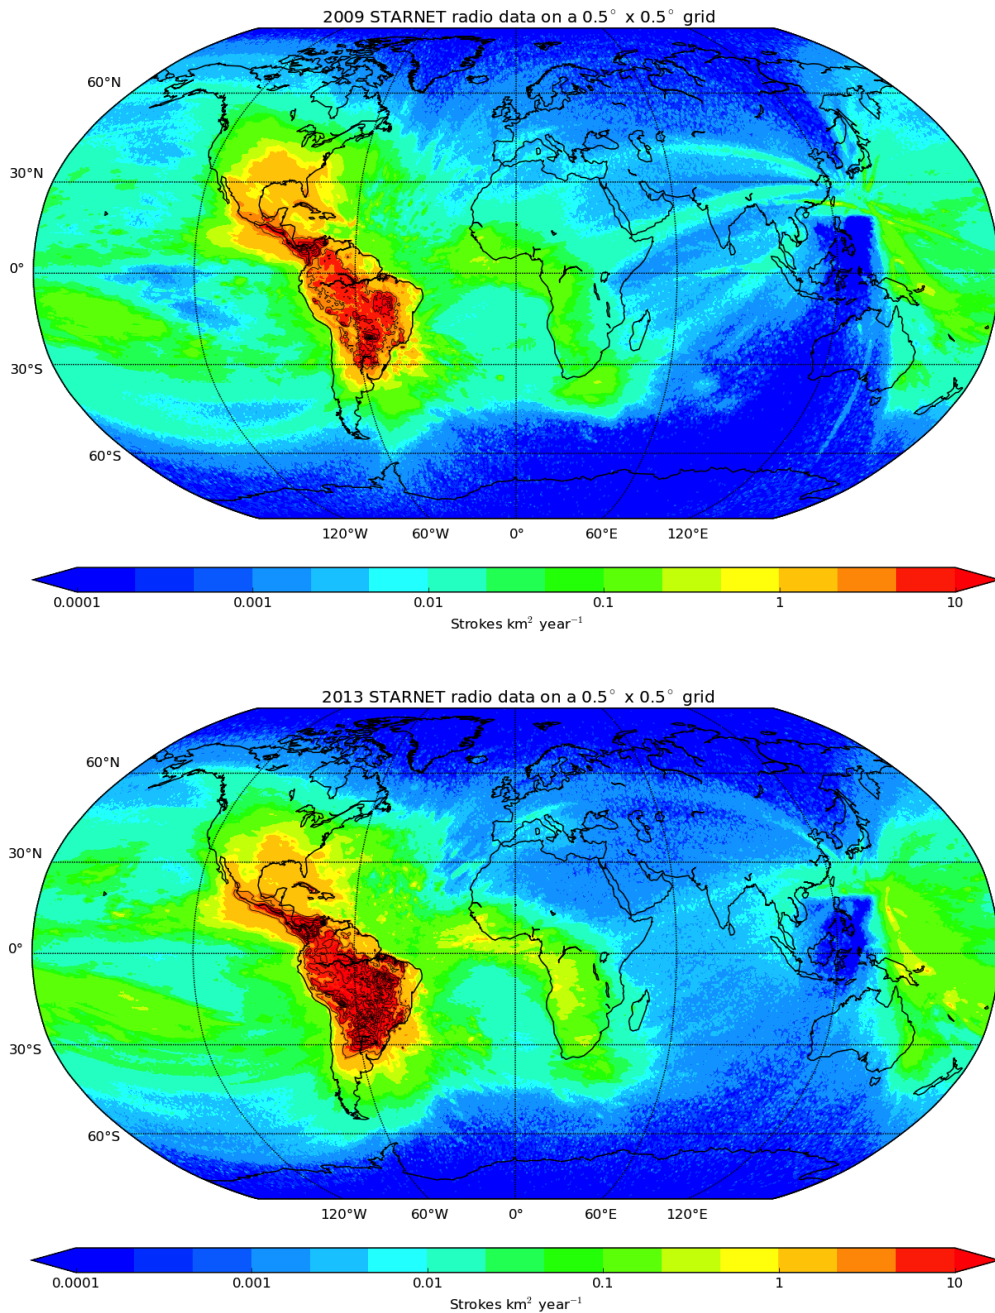 2009 STARNET radio data on a 0.5° x 0.5° grid
60°N
30°N
0°
30°S
60°S
120°W 60°W 0° 60°E 120°E
0.0001 0.001 0.01 0.1 1 10
Strokes km² year⁻¹
2013 STARNET radio data on a 0.5° x 0.5° grid
60°N
30°N
0°
30°S
60°S
120°W 60°W 0° 60°E 120°E
0.0001 0.001 0.01 0.1 1 10
Strokes km² year⁻¹